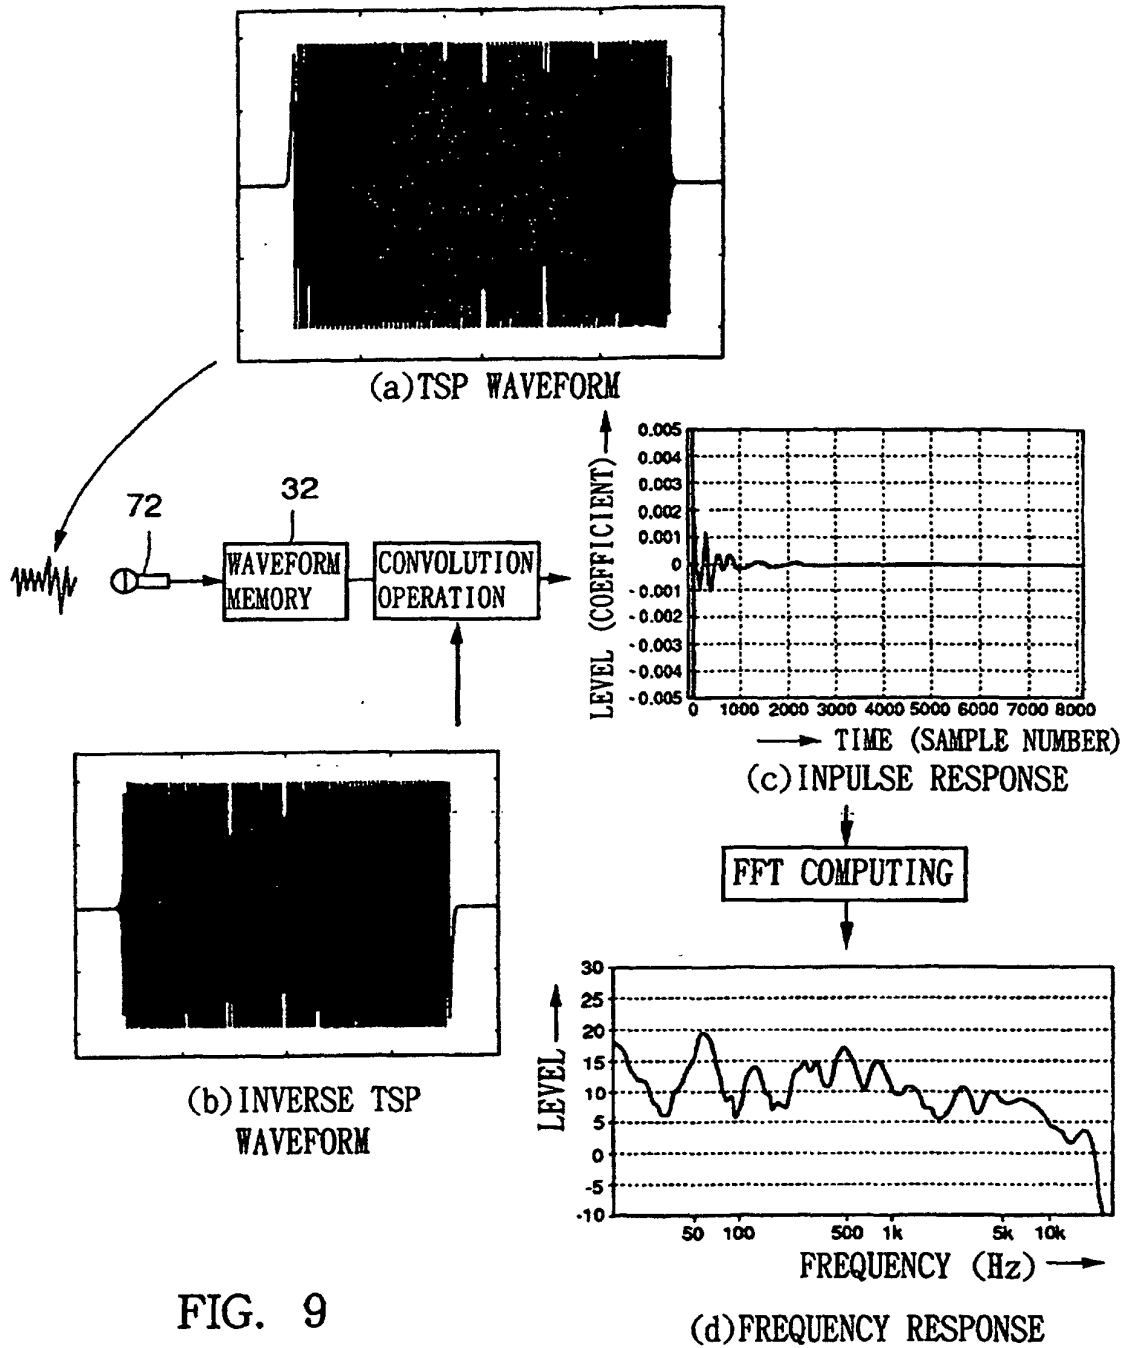 (a)TSP WAVEFORM
72
32
WAVEFORM
MEMORY
CONVOLUTION
OPERATION
LEVEL (COEFFICIENT)
0.005
0.004
0.003
0.002
0.001
0
-0.001
-0.002
-0.003
-0.004
-0.005
0 1000 2000 3000 4000 5000 6000 7000 8000
TIME (SAMPLE NUMBER)
(c)INPULSE RESPONSE
FFT COMPUTING
(b)INVERSE TSP
WAVEFORM
LEVEL
30
25
20
15
10
5
0
-5
-10
50 100 500 1k 5k 10k
FREQUENCY (Hz)
(d)FREQUENCY RESPONSE
FIG. 9